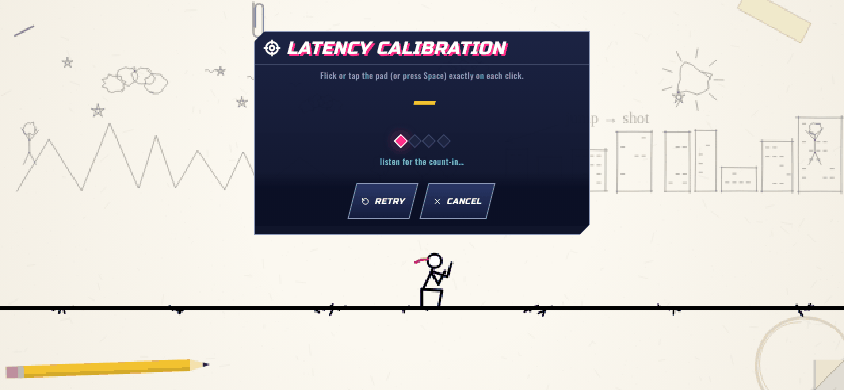 LATENCY CALIBRATION
Flick or tap the pad (or press Space) exactly on each click.
p → shot
listen for the count-in...
RETRY
CANCEL